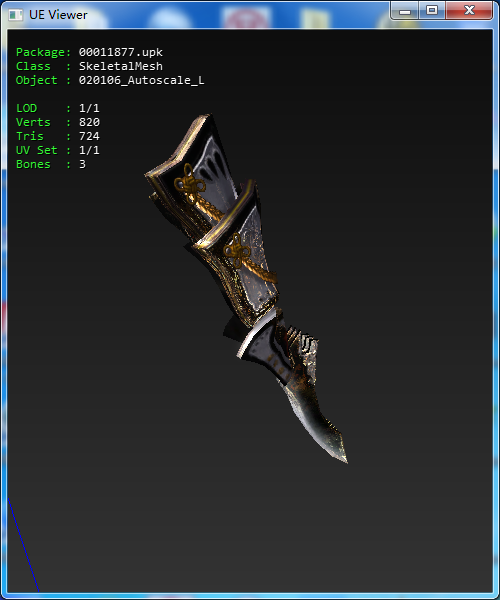 UE Viewer
Package: 00011877.upk
Class : SkeletalMesh
Object : 020106_Autoscale_L
LOD : 1/1
Verts : 820
Tris : 724
UV Set : 1/1
Bones : 3